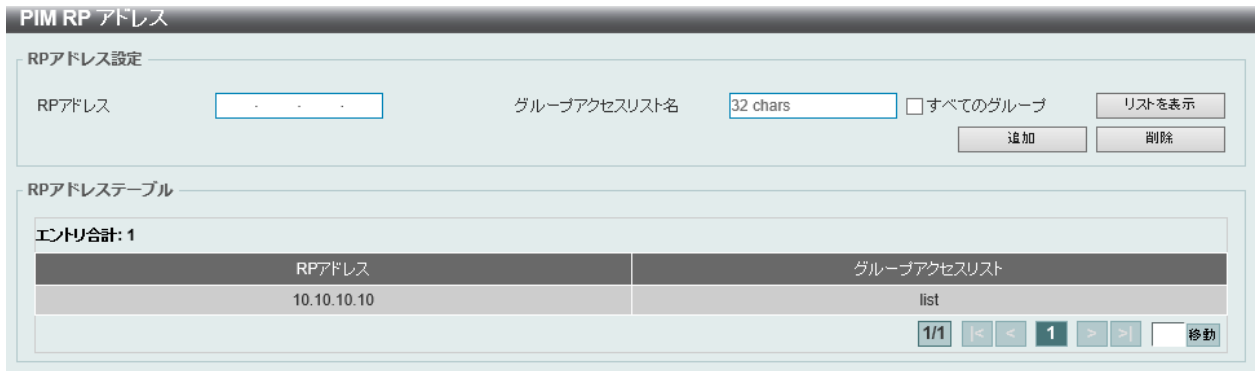 PIM RP アドレス
RPアドレス設定
RPアドレス . . . グループアクセスリスト名 32 chars すべてのグループ リストを表示
追加 削除
RPアドレステーブル
エントリ合計: 1
RPアドレス グループアクセスリスト
10.10.10.10 list
1/1 |< < 1 > >| 移動